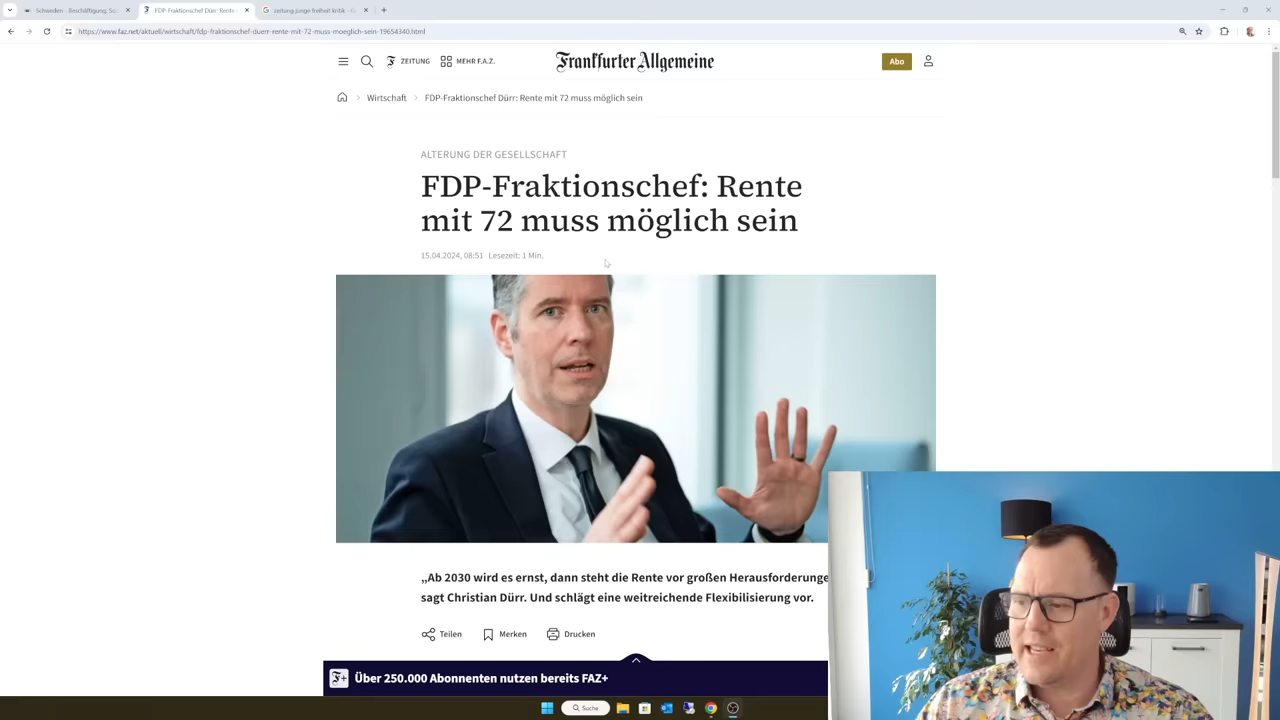 Schweden - Beschäftigung, So
FDP-Fraktionschef Dürr: Rente
zeitung junge freiheit kritik - G
https://www.faz.net/aktuell/wirtschaft/fdp-fraktionschef-duerr-rente-mit-72-muss-moeglich-sein-19654340.html
ZEITUNG MEHR F.A.Z. Frankfurter Allgemeine Abo
Wirtschaft FDP-Fraktionschef Dürr: Rente mit 72 muss möglich sein
ALTERUNG DER GESELLSCHAFT
FDP-Fraktionschef: Rente
mit 72 muss möglich sein
15.04.2024, 08:51 Lesezeit: 1 Min.
„Ab 2030 wird es ernst, dann steht die Rente vor großen Herausforderunge
sagt Christian Dürr. Und schlägt eine weitreichende Flexibilisierung vor.
Teilen Merken Drucken
F+ Über 250.000 Abonnenten nutzen bereits FAZ+
Suche